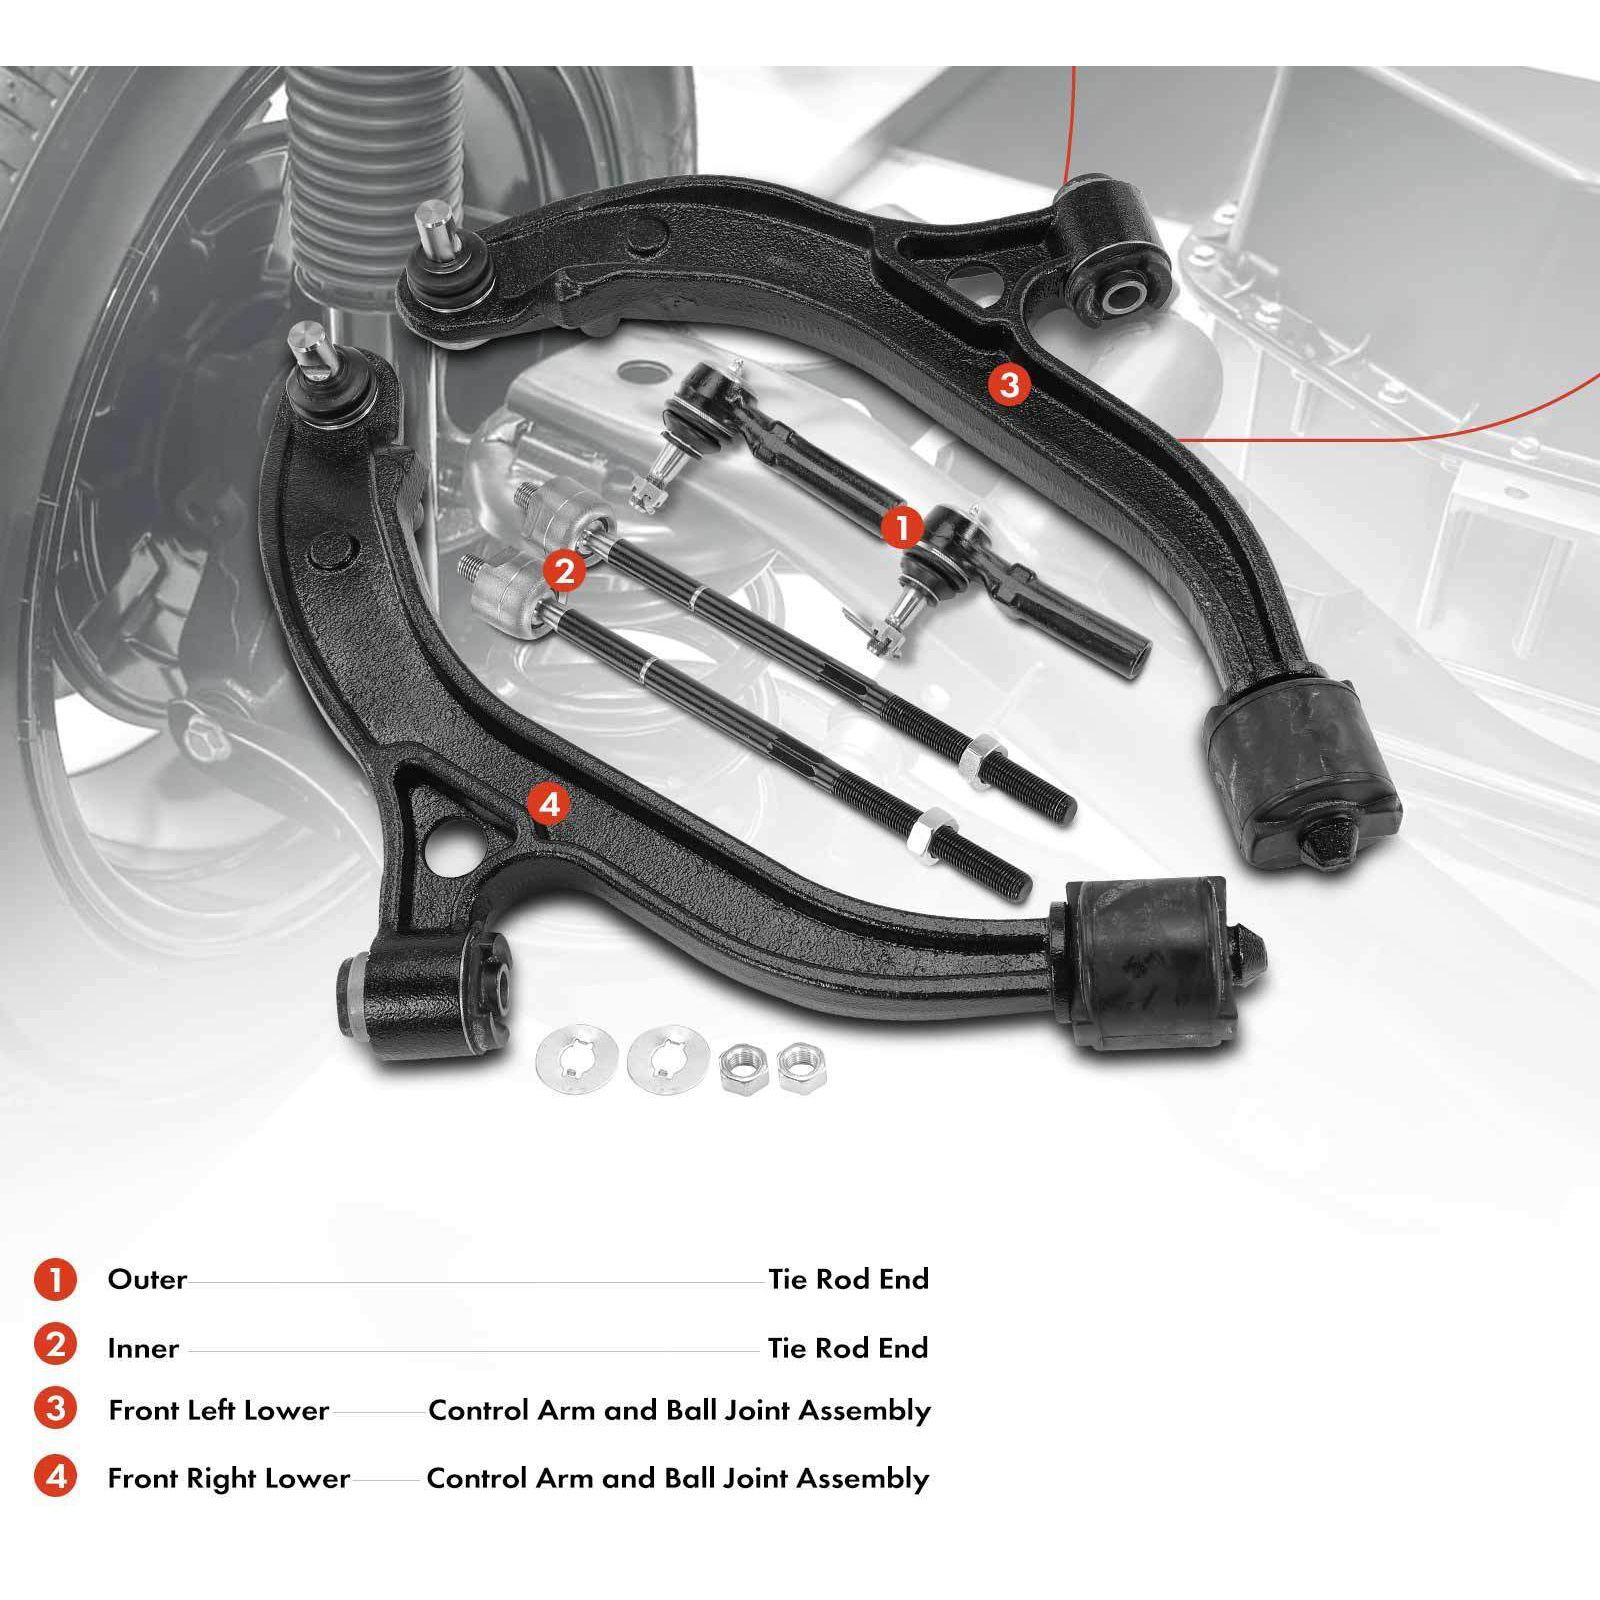 3
1
2
4
1 Outer Tie Rod End
2 Inner Tie Rod End
3 Front Left Lower Control Arm and Ball Joint Assembly
4 Front Right Lower Control Arm and Ball Joint Assembly